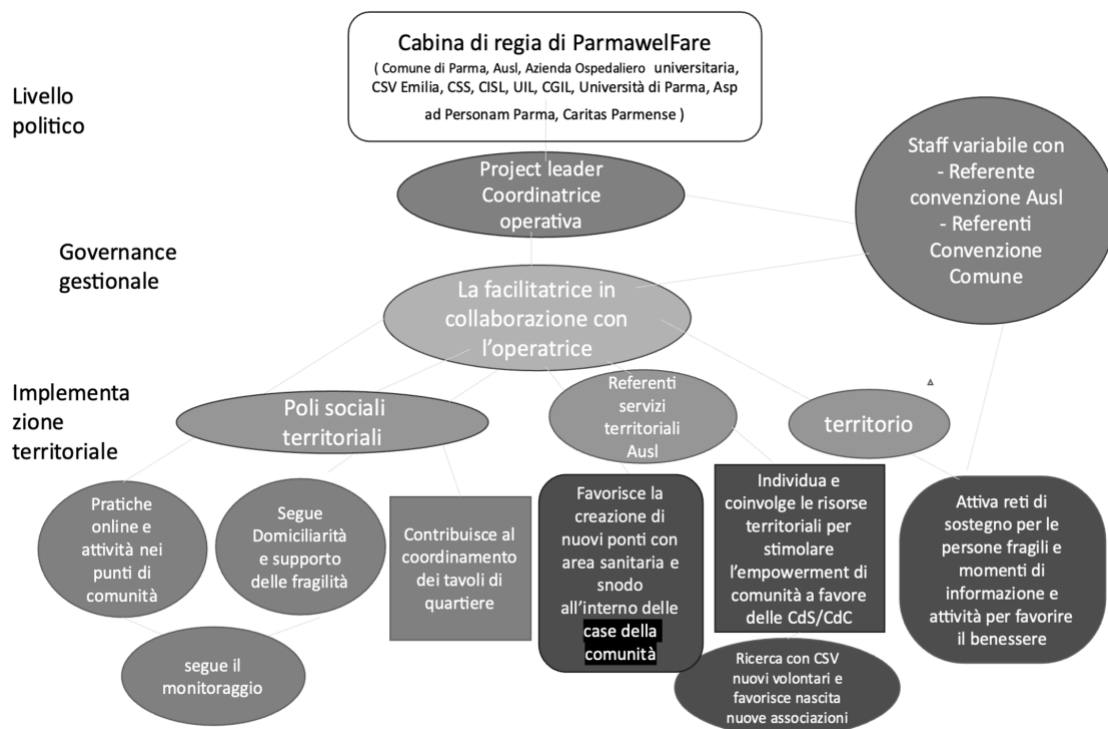 Cabina di regia di ParmawelFare
( Comune di Parma, Ausl, Azienda Ospedaliero universitaria,
CSV Emilia, CSS, CISL, UIL, CGIL, Università di Parma, Asp
ad Personam Parma, Caritas Parmense )
Livello
politico
Project leader
Coordinatrice
operativa
Staff variabile con
- Referente
convenzione Ausl
- Referenti
Convenzione
Comune
Governance
gestionale
La facilitatrice in
collaborazione con
l'operatrice
Implementa
zione
territoriale
Poli sociali
territoriali
Referenti
servizi
territoriali
Ausl
territorio
Pratiche
online e
attività nei
punti di
comunità
Segue
Domiciliarità
e supporto
delle fragilità
Contribuisce al
coordinamento
dei tavoli di
quartiere
Favorisce la
creazione di
nuovi ponti con
area sanitaria e
snodo
all'interno delle
case della
comunità
Individua e
coinvolge le risorse
territoriali per
stimolare
l'empowerment di
comunità a favore
delle CdS/CdC
Attiva reti di
sostegno per le
persone fragili e
momenti di
informazione e
attività per favorire
il benessere
segue il
monitoraggio
Ricerca con CSV
nuovi volontari e
favorisce nascita
nuove associazioni